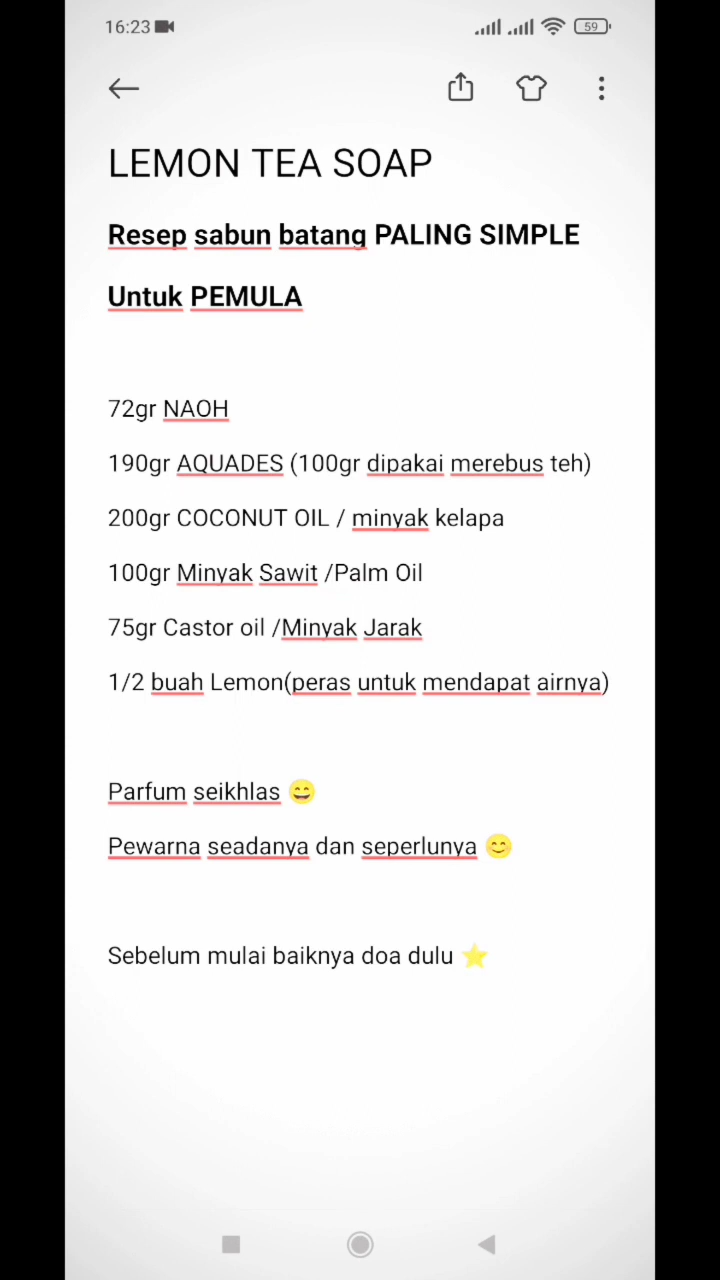 16:23
59
LEMON TEA SOAP
Resep sabun batang PALING SIMPLE
Untuk PEMULA
72gr NAOH
190gr AQUADES (100gr dipakai merebus teh)
200gr COCONUT OIL / minyak kelapa
100gr Minyak Sawit /Palm Oil
75gr Castor oil /Minyak Jarak
1/2 buah Lemon(peras untuk mendapat airnya)
Parfum seikhlas 😄
Pewarna seadanya dan seperlunya 😊
Sebelum mulai baiknya doa dulu ⭐